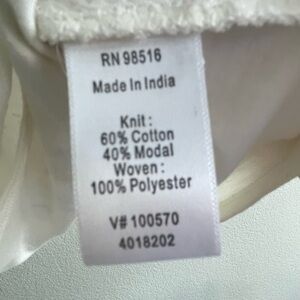 RN 98516
Made In India
Knit :
60% Cotton
40% Modal
Woven :
100% Polyester
V# 100570
4018202